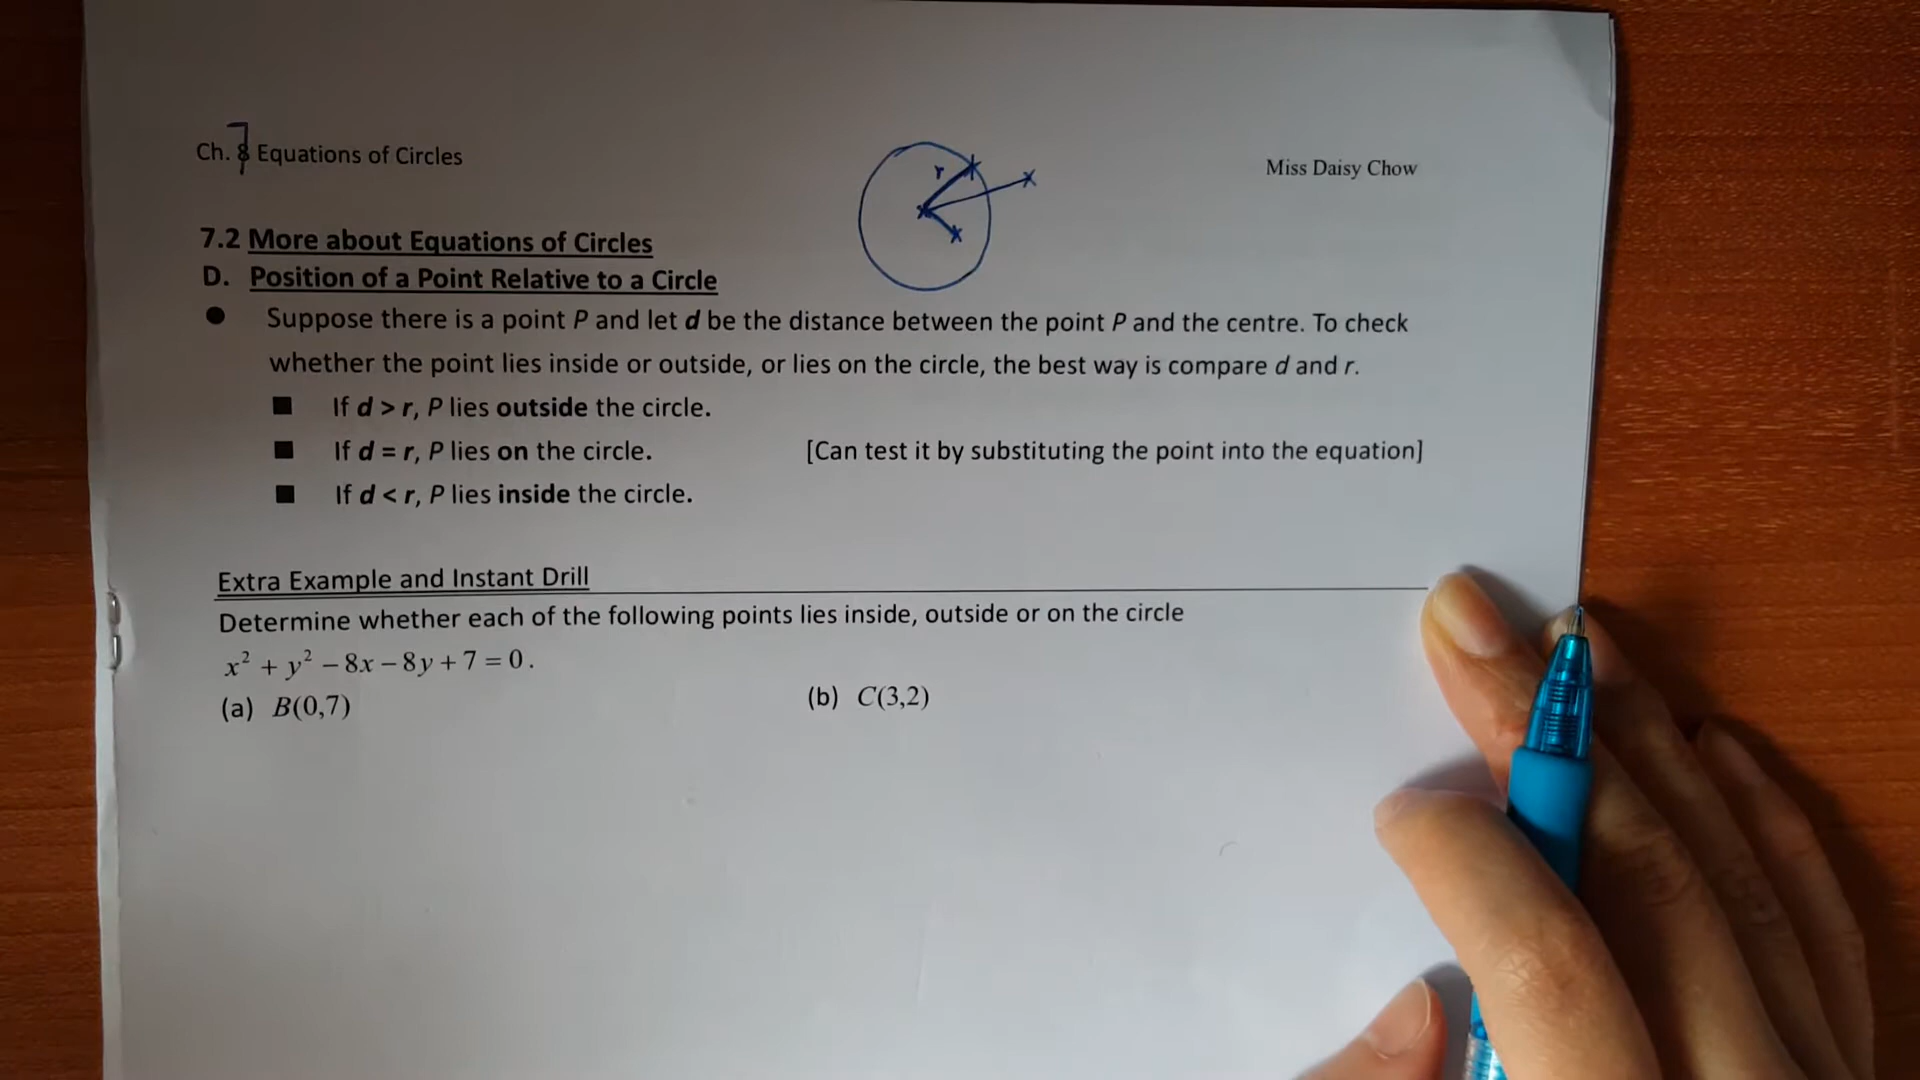 Ch. 7 Equations of Circles
Miss Daisy Chow
r
7.2 More about Equations of Circles
D. Position of a Point Relative to a Circle
● Suppose there is a point P and let d be the distance between the point P and the centre. To check
whether the point lies inside or outside, or lies on the circle, the best way is compare d and r.
■ If d > r, P lies outside the circle.
■ If d = r, P lies on the circle. [Can test it by substituting the point into the equation]
■ If d < r, P lies inside the circle.
Extra Example and Instant Drill
Determine whether each of the following points lies inside, outside or on the circle
x² + y² – 8x – 8y + 7 = 0.
(a) B(0,7) (b) C(3,2)